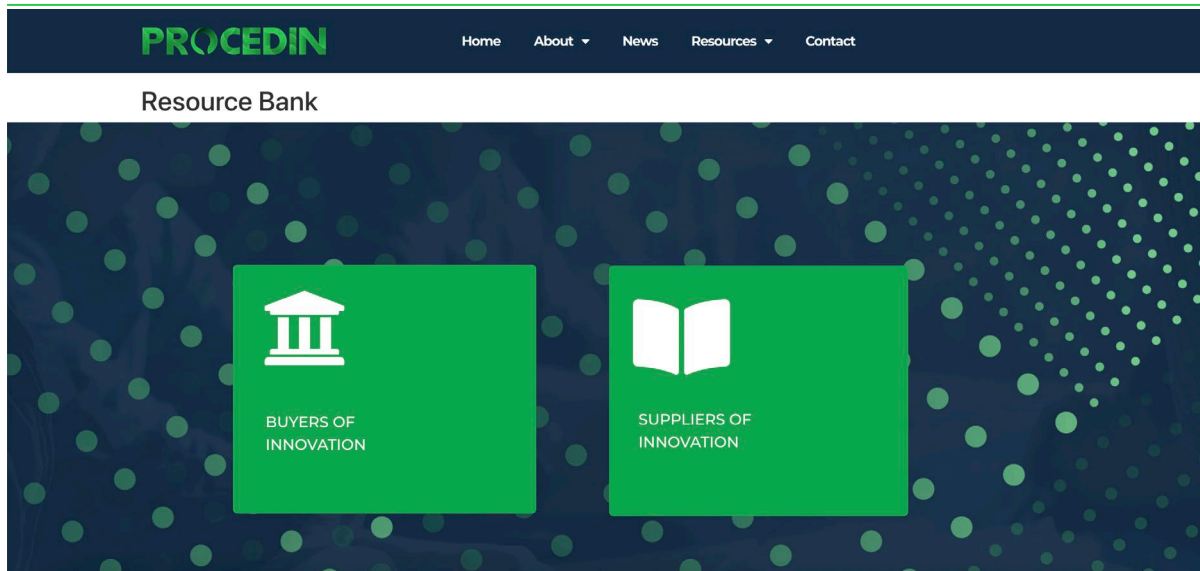 PROCEDIN Home About News Resources Contact
Resource Bank
BUYERS OF
INNOVATION
SUPPLIERS OF
INNOVATION